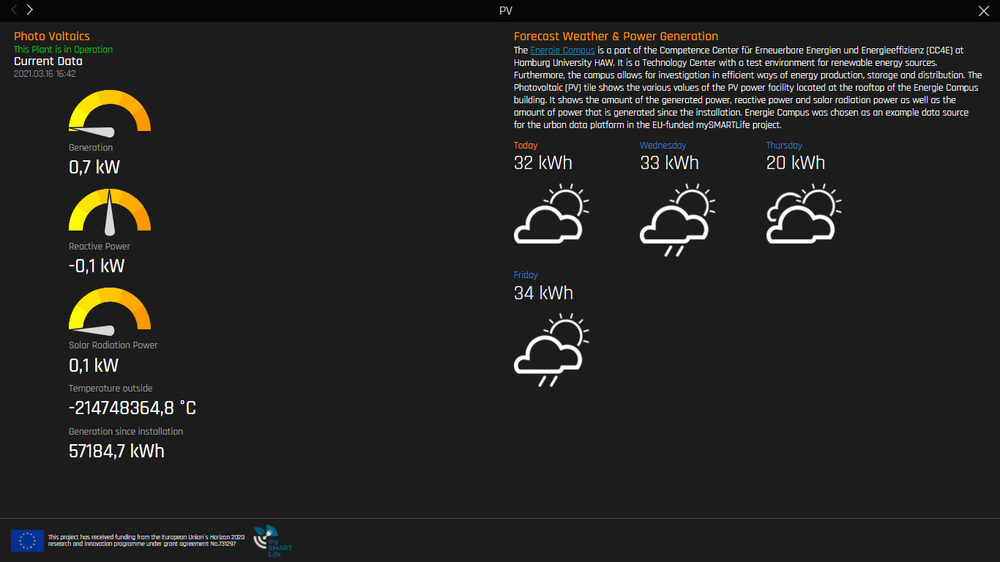 PV
Photo Voltaics
This Plant is in Operation
Current Data
2021.03.16 16:42
Generation
0,7 kW
Reactive Power
-0,1 kW
Solar Radiation Power
0,1 kW
Temperature outside
-214748364,8 °C
Generation since installation
57184,7 kWh
Forecast Weather & Power Generation
The Energie Campus is a part of the Competence Center für Erneuerbare Energien und Energieeffizienz (CC4E) at
Hamburg University HAW. It is a Technology Center with a test environment for renewable energy sources.
Furthermore, the campus allows for investigation in efficient ways of energy production, storage and distribution. The
Photovoltaic (PV) tile shows the various values of the PV power facility located at the rooftop of the Energie Campus
building. It shows the amount of the generated power, reactive power and solar radiation power as well as the
amount of power that is generated since the installation. Energie Campus was chosen as an example data source
for the urban data platform in the EU-funded mySMARTLife project.
Today
32 kWh
Wednesday
33 kWh
Thursday
20 kWh
Friday
34 kWh
This project has received funding from the European Union´s Horizon 2020
research and innovation programme under grant agreement No.731297
my
SMART
Life